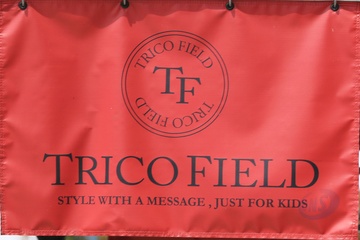 TRICO FIELD
TF
TRICO FIELD
TRICO FIELD
STYLE WITH A MESSAGE , JUST FOR KIDS